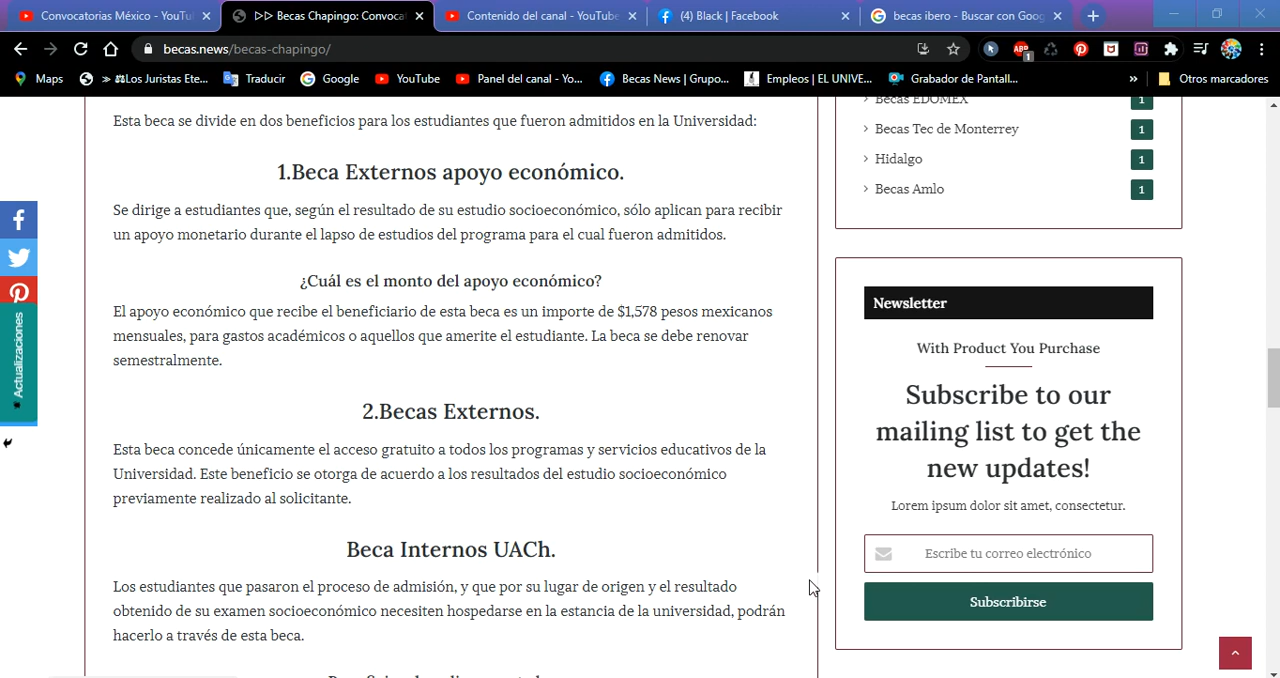 Convocatorias México - YouTu
▷▷ Becas Chapingo: Convocat
Contenido del canal - YouTube
(4) Black | Facebook
becas ibero - Buscar con Goog
becas.news/becas-chapingo/
1
Maps
» ⚖Los Juristas Ete...
Traducir
Google
YouTube
Panel del canal - Yo...
Becas News | Grupo...
Empleos | EL UNIVE...
Grabador de Pantall...
»
Otros marcadores
Esta beca se divide en dos beneficios para los estudiantes que fueron admitidos en la Universidad:
1.Beca Externos apoyo económico.
Se dirige a estudiantes que, según el resultado de su estudio socioeconómico, sólo aplican para recibir
un apoyo monetario durante el lapso de estudios del programa para el cual fueron admitidos.
¿Cuál es el monto del apoyo económico?
El apoyo económico que recibe el beneficiario de esta beca es un importe de $1,578 pesos mexicanos
mensuales, para gastos académicos o aquellos que amerite el estudiante. La beca se debe renovar
semestralmente.
2.Becas Externos.
Esta beca concede únicamente el acceso gratuito a todos los programas y servicios educativos de la
Universidad. Este beneficio se otorga de acuerdo a los resultados del estudio socioeconómico
previamente realizado al solicitante.
Beca Internos UACh.
Los estudiantes que pasaron el proceso de admisión, y que por su lugar de origen y el resultado
obtenido de su examen socioeconómico necesiten hospedarse en la estancia de la universidad, podrán
hacerlo a través de esta beca.
Actualizaciones
Becas EDOMEX
1
Becas Tec de Monterrey
1
Hidalgo
1
Becas Amlo
1
Newsletter
With Product You Purchase
Subscribe to our
mailing list to get the
new updates!
Lorem ipsum dolor sit amet, consectetur.
Escribe tu correo electrónico
Subscribirse